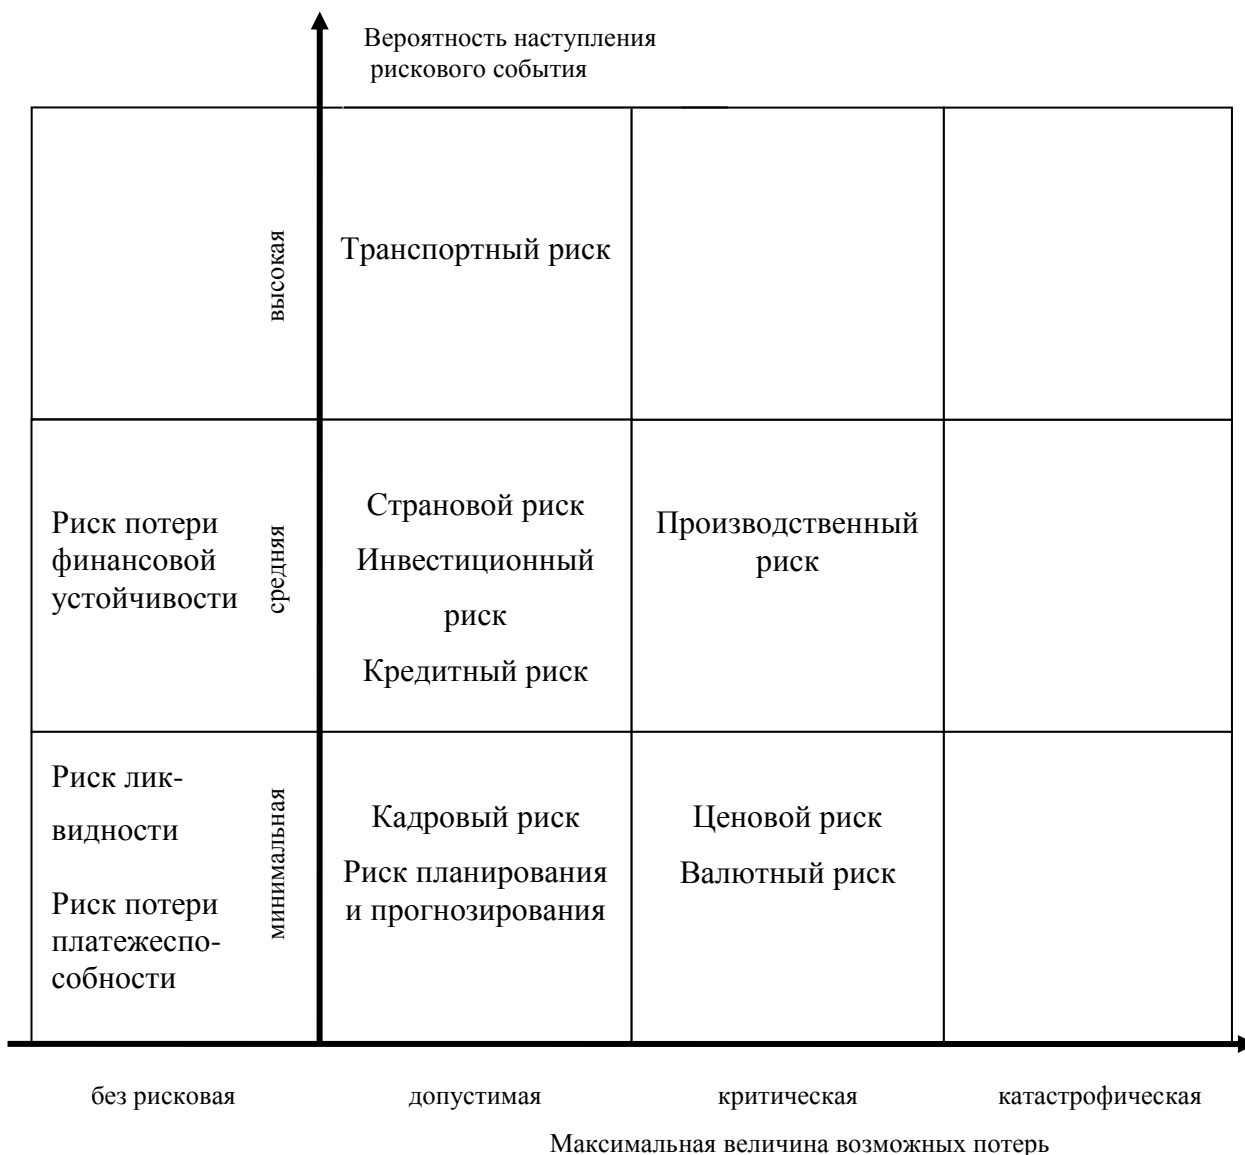 Вероятность наступления
рискового события
высокая
Транспортный риск
Риск потери
финансовой
устойчивости
средняя
Страновой риск
Инвестиционный
риск
Кредитный риск
Производственный
риск
Риск лик-
видности
Риск потери
платежеспо-
собности
минимальная
Кадровый риск
Риск планирования
и прогнозирования
Ценовой риск
Валютный риск
без рисковая
допустимая
критическая
катастрофическая
Максимальная величина возможных потерь